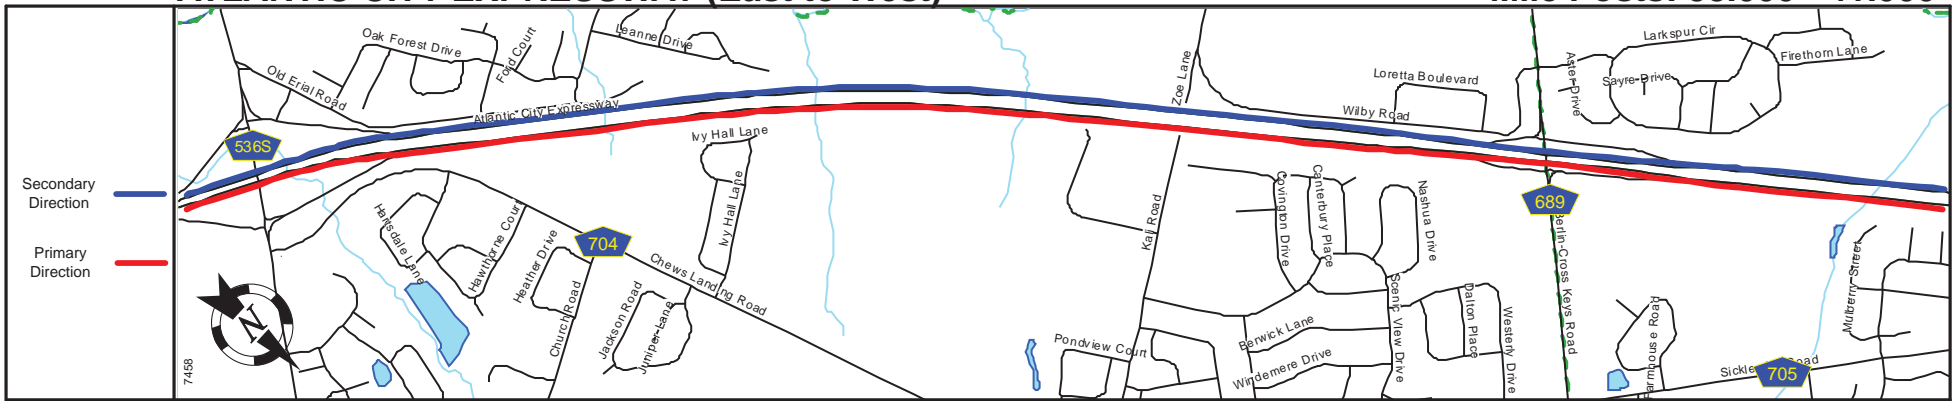 Secondary
Direction
Primary
Direction
Oak Forest Drive
Ford Court
Leanne Drive
Old Erial Road
Atlantic City Expressway
536S
Ivy Hall Lane
Ivy Hall Lane
Zoe Lane
Loretta Boulevard
Wilby Road
Aster Drive
Larkspur Cir
Sayre Drive
Firethorn Lane
Hartsdale Lane
Hawthorne Court
Heather Drive
704
Chews Landing Road
Church Road
Jackson Road
Juniper Lane
Kali Road
Covington Drive
Canterbury Place
Nashua Drive
689
Berlin-Cross Keys Road
Scenic View Drive
Dalton Place
Westerly Drive
Berwick Lane
Windemere Drive
Pondview Court
Farmhouse Road
Mulberry Street
705
Road
N
7458